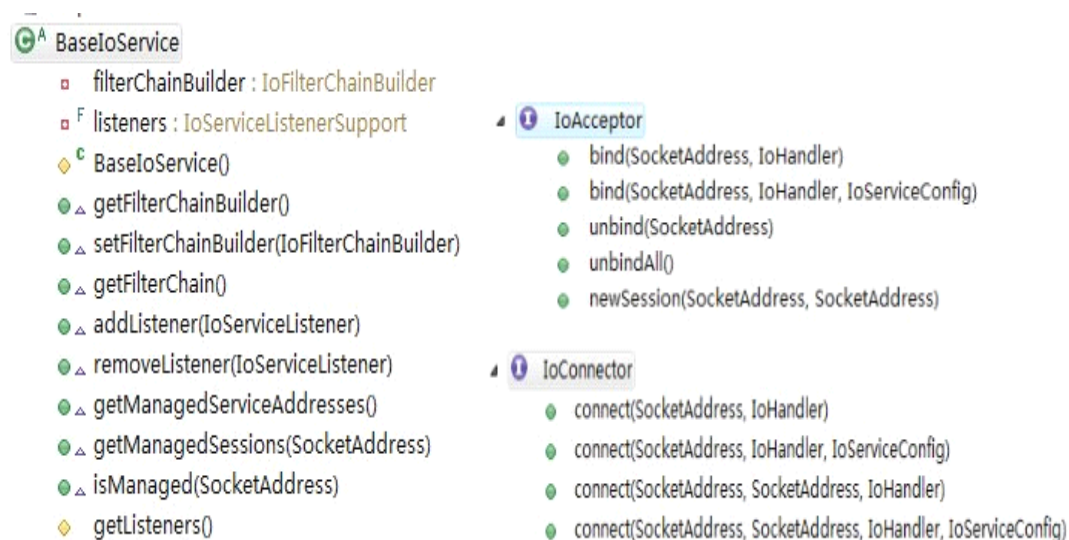 BaseIoService
filterChainBuilder : IoFilterChainBuilder
listeners : IoServiceListenerSupport
BaseIoService()
getFilterChainBuilder()
setFilterChainBuilder(IoFilterChainBuilder)
getFilterChain()
addListener(IoServiceListener)
removeListener(IoServiceListener)
getManagedServiceAddresses()
getManagedSessions(SocketAddress)
isManaged(SocketAddress)
getListeners()
IoAcceptor
bind(SocketAddress, IoHandler)
bind(SocketAddress, IoHandler, IoServiceConfig)
unbind(SocketAddress)
unbindAll()
newSession(SocketAddress, SocketAddress)
IoConnector
connect(SocketAddress, IoHandler)
connect(SocketAddress, IoHandler, IoServiceConfig)
connect(SocketAddress, SocketAddress, IoHandler)
connect(SocketAddress, SocketAddress, IoHandler, IoServiceConfig)